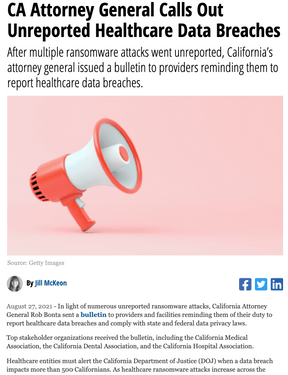 CA Attorney General Calls Out
Unreported Healthcare Data Breaches
After multiple ransomware attacks went unreported, California's
attorney general issued a bulletin to providers reminding them to
report healthcare data breaches.
Source: Getty Images
By Jill McKeon
August 27, 2021 - In light of numerous unreported ransomware attacks, California Attorney
General Rob Bonta sent a bulletin to providers and facilities reminding them of their duty to
report healthcare data breaches and comply with state and federal data privacy laws.
Top stakeholder organizations received the bulletin, including the California Medical
Association, the California Dental Association, and the California Hospital Association.
Healthcare entities must alert the California Department of Justice (DOJ) when a data breach
impacts more than 500 Californians. As healthcare ransomware attacks increase across the